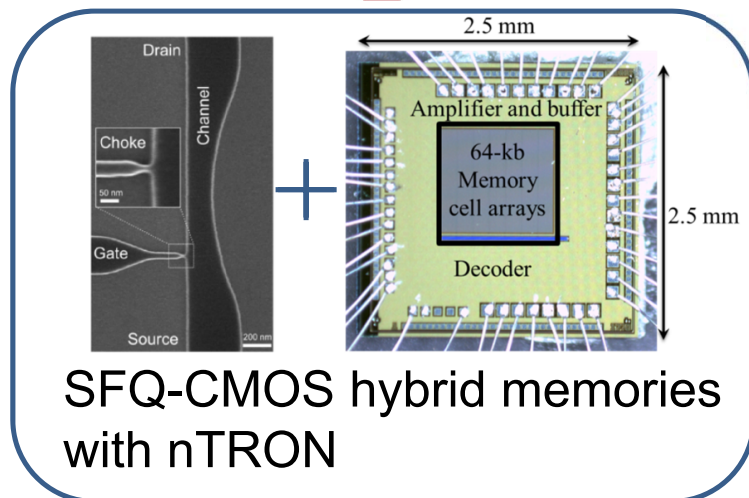 Drain
Channel
Choke
50 nm
Gate
Source
200 nm
2.5 mm
Amplifier and buffer
64-kb
Memory
cell arrays
2.5 mm
Decoder
SFQ-CMOS hybrid memories
with nTRON